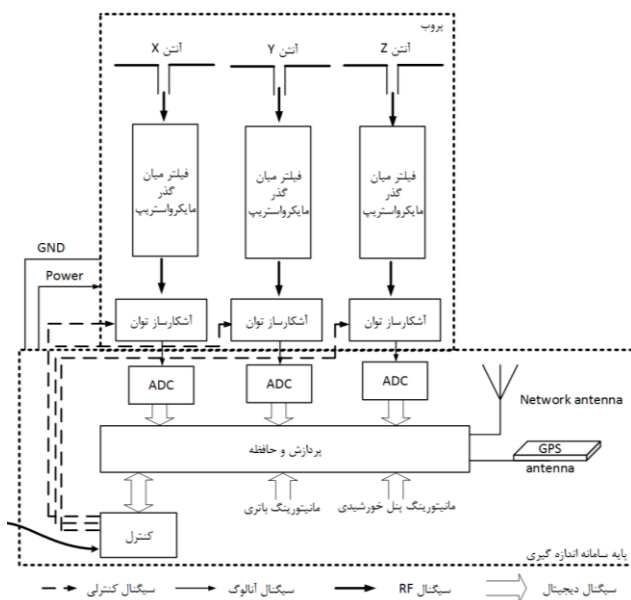 پروب
آنتن X
آنتن Y
آنتن Z
فیلتر میان
گذر
مایکرواستریپ
فیلتر میان
گذر
مایکرواستریپ
فیلتر میان
گذر
مایکرواستریپ
GND
Power
آشکارساز توان
آشکارساز توان
آشکارساز توان
ADC
ADC
ADC
Network antenna
پردازش و حافظه
GPS
antenna
مانیتورینگ باتری
مانیتورینگ پنل خورشیدی
کنترل
پایه سامانه اندازه گیری
سیگنال کنترلی
سیگنال آنالوگ
سیگنال RF
سیگنال دیجیتال